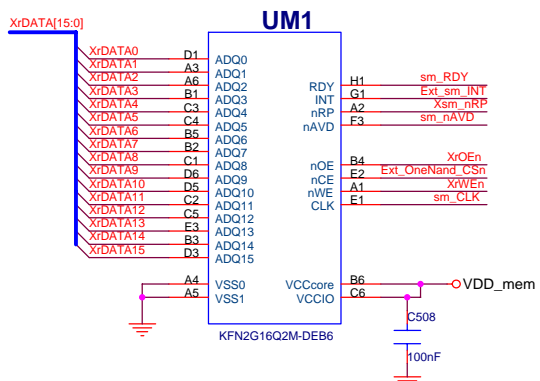 UM1
XrDATA[15:0]
XrDATA0 D1 ADQ0
XrDATA1 A3 ADQ1
XrDATA2 A6 ADQ2
XrDATA3 B1 ADQ3
XrDATA4 C3 ADQ4
XrDATA5 C4 ADQ5
XrDATA6 B5 ADQ6
XrDATA7 B2 ADQ7
XrDATA8 C1 ADQ8
XrDATA9 D6 ADQ9
XrDATA10 D5 ADQ10
XrDATA11 C2 ADQ11
XrDATA12 C5 ADQ12
XrDATA13 E3 ADQ13
XrDATA14 B3 ADQ14
XrDATA15 D3 ADQ15
A4 VSS0
A5 VSS1
RDY H1 sm_RDY
INT G1 Ext_sm_INT
nRP A2 Xsm_nRP
nAVD F3 sm_nAVD
nOE B4 XrOEn
nCE E2 Ext_OneNand_CSn
nWE A1 XrWEn
CLK E1 sm_CLK
VCCcore B6 VDD_mem
VCCIO C6
C508
100nF
KFN2G16Q2M-DEB6